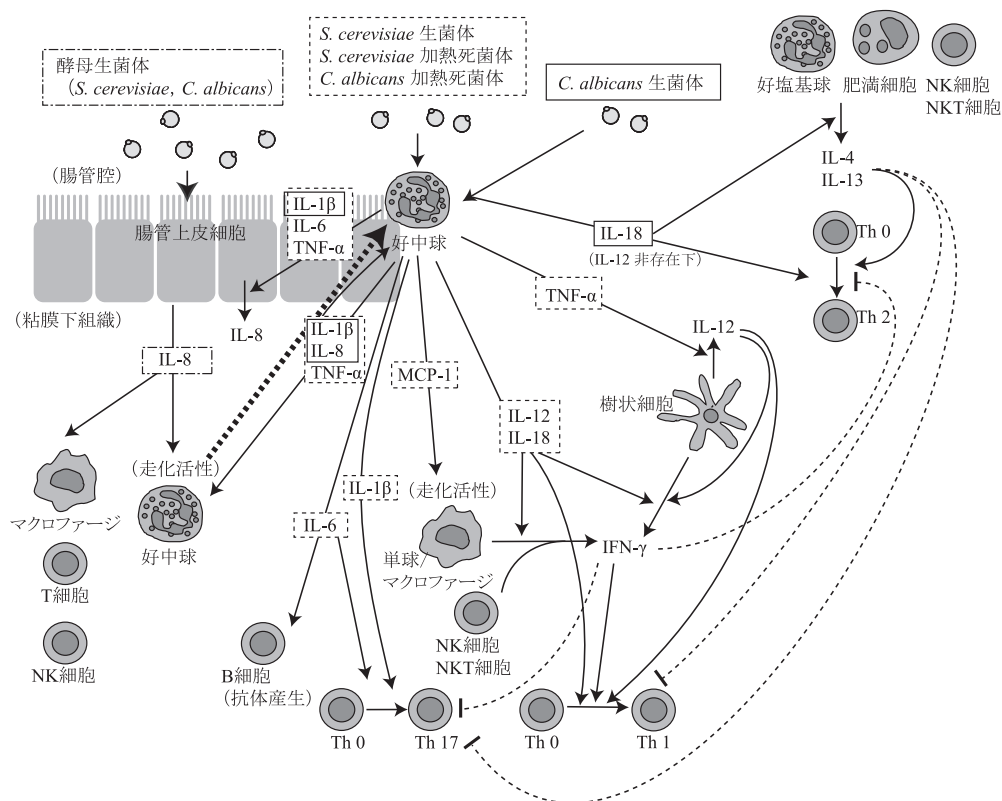 酵母生菌体
（S. cerevisiae, C. albicans）
S. cerevisiae 生菌体
S. cerevisiae 加熱死菌体
C. albicans 加熱死菌体
C. albicans 生菌体
好塩基球
肥満細胞
NK細胞
NKT細胞
IL-4
IL-13
（腸管腔）
腸管上皮細胞
IL-1β
IL-6
TNF-α
好中球
IL-18
（IL-12 非存在下）
Th 0
Th 2
TNF-α
（粘膜下組織）
IL-8
IL-8
IL-1β
IL-8
TNF-α
MCP-1
IL-12
樹状細胞
IL-12
IL-18
（走化活性）
マクロファージ
好中球
IL-1β
（走化活性）
IL-6
単球/
マクロファージ
IFN-γ
T細胞
NK細胞
NK細胞
NKT細胞
B細胞
（抗体産生）
Th 0
Th 17
Th 0
Th 1